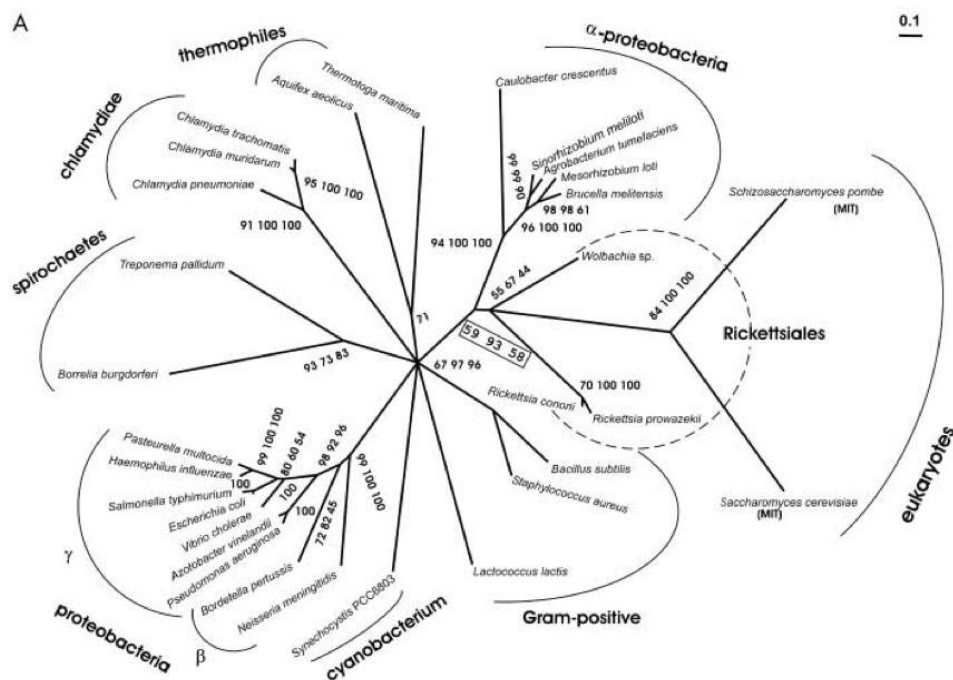 A
0.1
thermophiles
α-proteobacteria
Thermotoga maritima
Aquifex aeolicus
Caulobacter crescentus
chlamydiae
Chlamydia trachomatis
Chlamydia muridarum
Chlamydia pneumoniae
95 100 100
91 100 100
99 99 90
Sinorhizobium meliloti
Agrobacterium tumefaciens
Mesorhizobium loti
Brucella melitensis
98 98 61
96 100 100
94 100 100
Schizosaccharomyces pombe
(MIT)
spirochaetes
Treponema pallidum
Wolbachia sp.
55 67 44
84 100 100
71
59 93 58
Rickettsiales
93 73 83
67 97 96
Borrelia burgdorferi
70 100 100
Rickettsia conorii
Rickettsia prowazekii
Pasteurella multocida
Haemophilus influenzae
Salmonella typhimurium
Escherichia coli
Vibrio cholerae
Azotobacter vinelandii
Pseudomonas aeruginosa
Bordetella pertussis
Neisseria meningitidis
99 100 100
80 60 54
98 92 96
99 100 100
100
100
100
72 82 45
Bacillus subtilis
Staphylococcus aureus
Saccharomyces cerevisiae
(MIT)
eukaryotes
γ
Synechocystis PCC6803
Lactococcus lactis
Gram-positive
proteobacteria
β
cyanobacterium